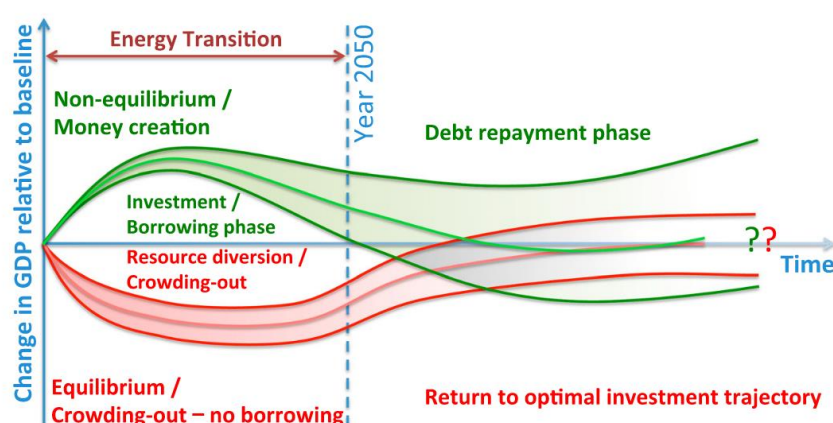 Change in GDP relative to baseline
Energy Transition
Year 2050
Non-equilibrium /
Money creation
Debt repayment phase
Investment /
Borrowing phase
Resource diversion /
Crowding-out
??
Time
Equilibrium /
Crowding-out – no borrowing
Return to optimal investment trajectory